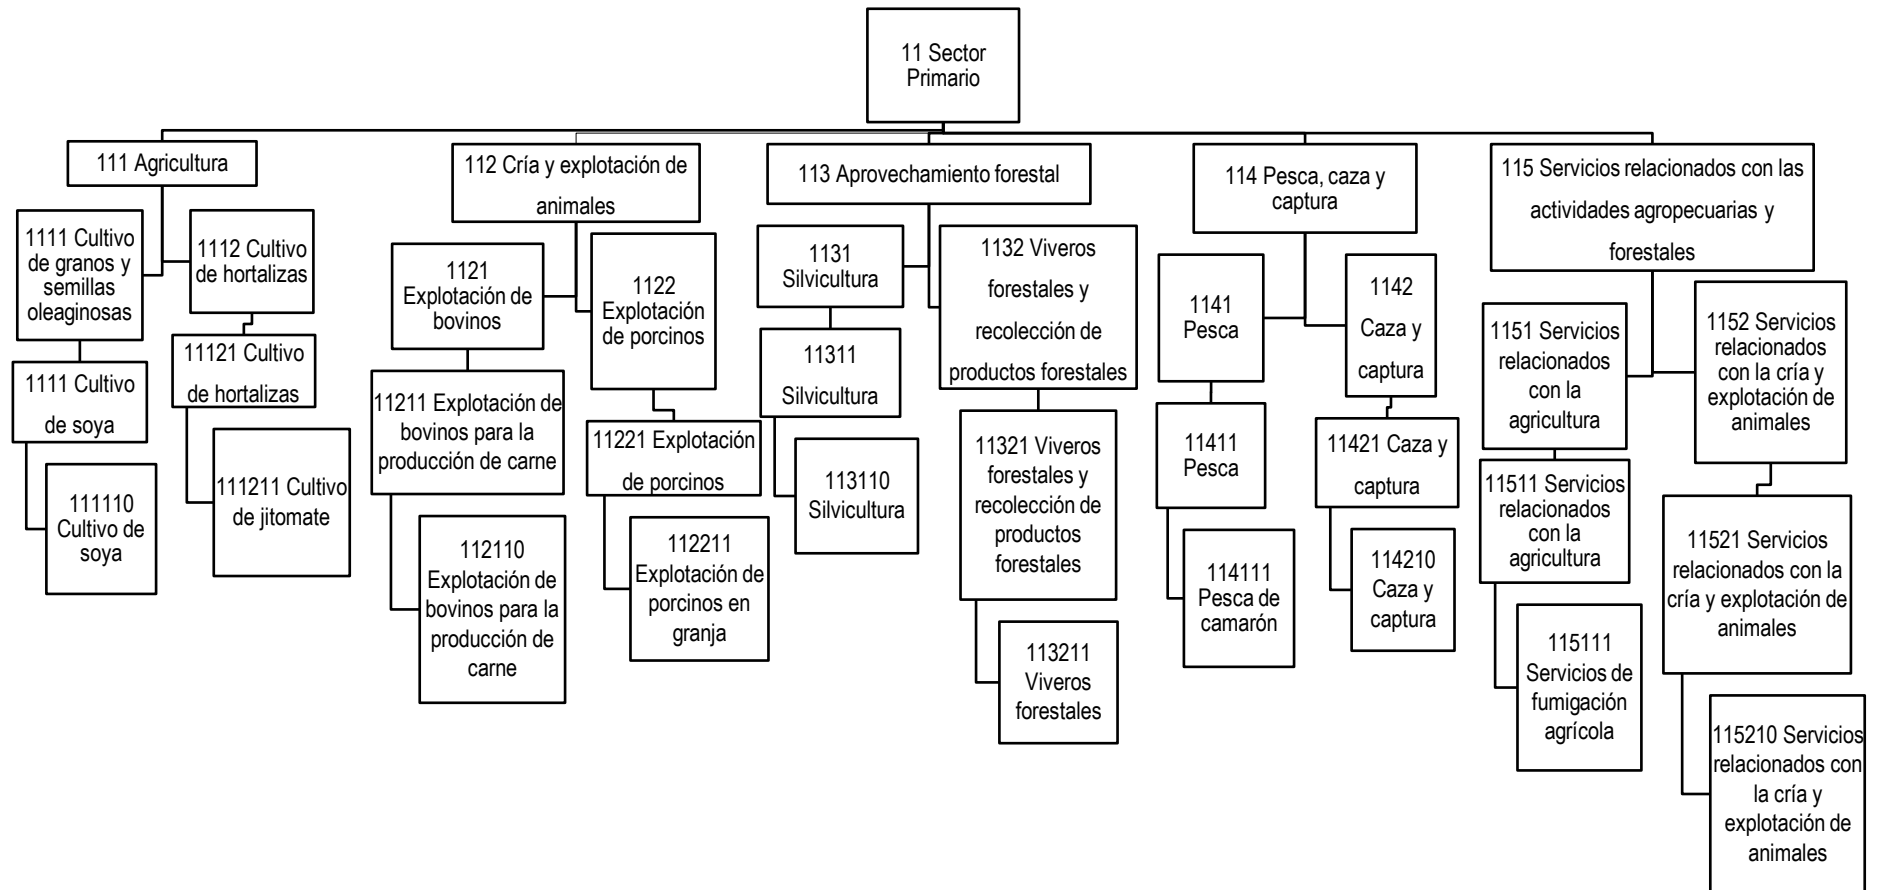 11 Sector
Primario
111 Agricultura
1111 Cultivo
de granos y
semillas
oleaginosas
1111 Cultivo
de soya
111110
Cultivo de
soya
1112 Cultivo
de hortalizas
11121 Cultivo
de hortalizas
111211 Cultivo
de jitomate
112 Cría y explotación de
animales
1121
Explotación de
bovinos
11211 Explotación de
bovinos para la
producción de carne
112110
Explotación de
bovinos para la
producción de
carne
1122
Explotación
de porcinos
11221 Explotación
de porcinos
112211
Explotación de
porcinos en
granja
113 Aprovechamiento forestal
1131
Silvicultura
11311
Silvicultura
113110
Silvicultura
1132 Viveros
forestales y
recolección de
productos forestales
11321 Viveros
forestales y
recolección de
productos
forestales
113211
Viveros
forestales
114 Pesca, caza y
captura
1141
Pesca
11411
Pesca
114111
Pesca de
camarón
1142
Caza y
captura
11421 Caza y
captura
114210
Caza y
captura
115 Servicios relacionados con las
actividades agropecuarias y
forestales
1151 Servicios
relacionados
con la
agricultura
11511 Servicios
relacionados
con la
agricultura
115111
Servicios de
fumigación
agrícola
1152 Servicios
relacionados
con la cría y
explotación de
animales
11521 Servicios
relacionados con la
cría y explotación de
animales
115210 Servicios
relacionados con
la cría y
explotación de
animales